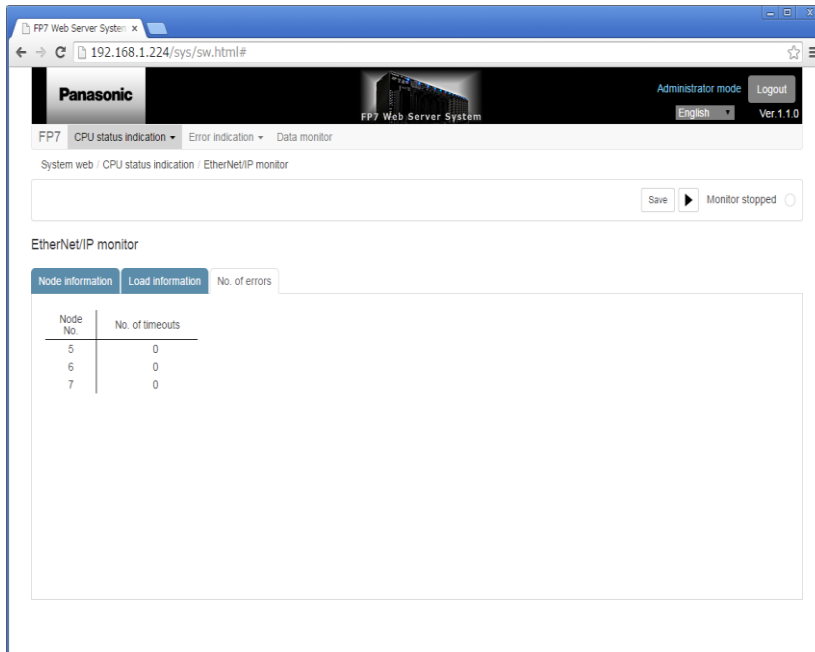 FP7 Web Server System
192.168.1.224/sys/sw.html#
Panasonic
FP7 Web Server System
Administrator mode
Logout
English
Ver.1.1.0
FP7 CPU status indication Error indication Data monitor
System web / CPU status indication / EtherNet/IP monitor
Save
Monitor stopped
EtherNet/IP monitor
Node information Load information No. of errors
Node No. No. of timeouts
5 0
6 0
7 0